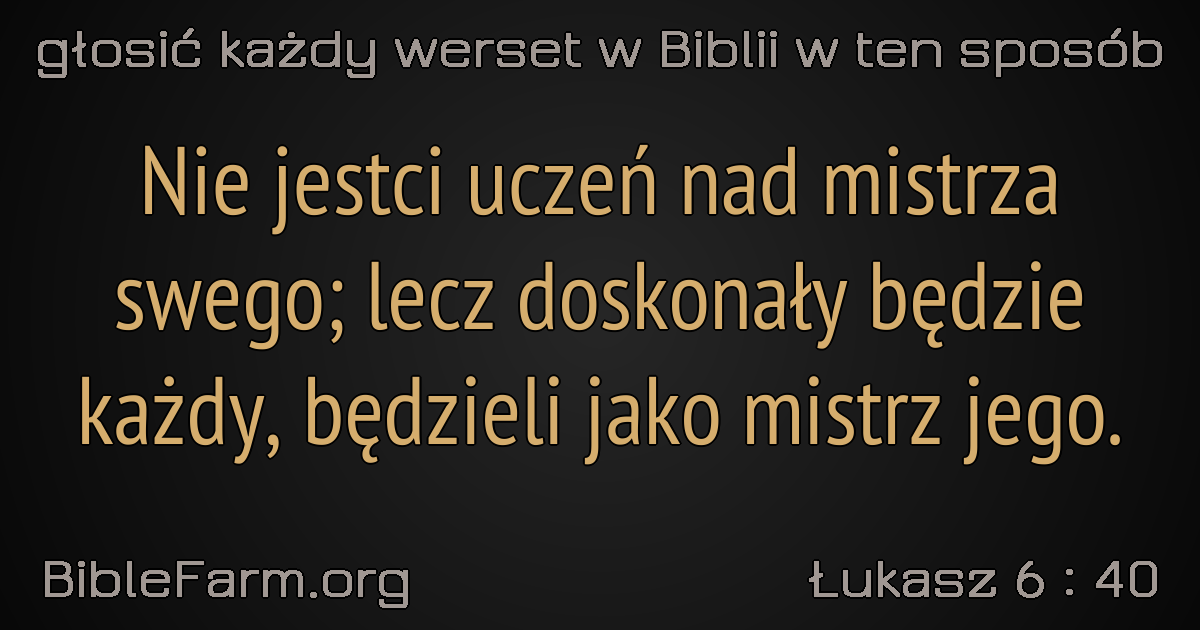 głosić każdy werset w Biblii w ten sposób
Nie jestci uczeń nad mistrza
swego; lecz doskonały będzie
każdy, będzieli jako mistrz jego.
BibleFarm.org
Łukasz 6 : 40